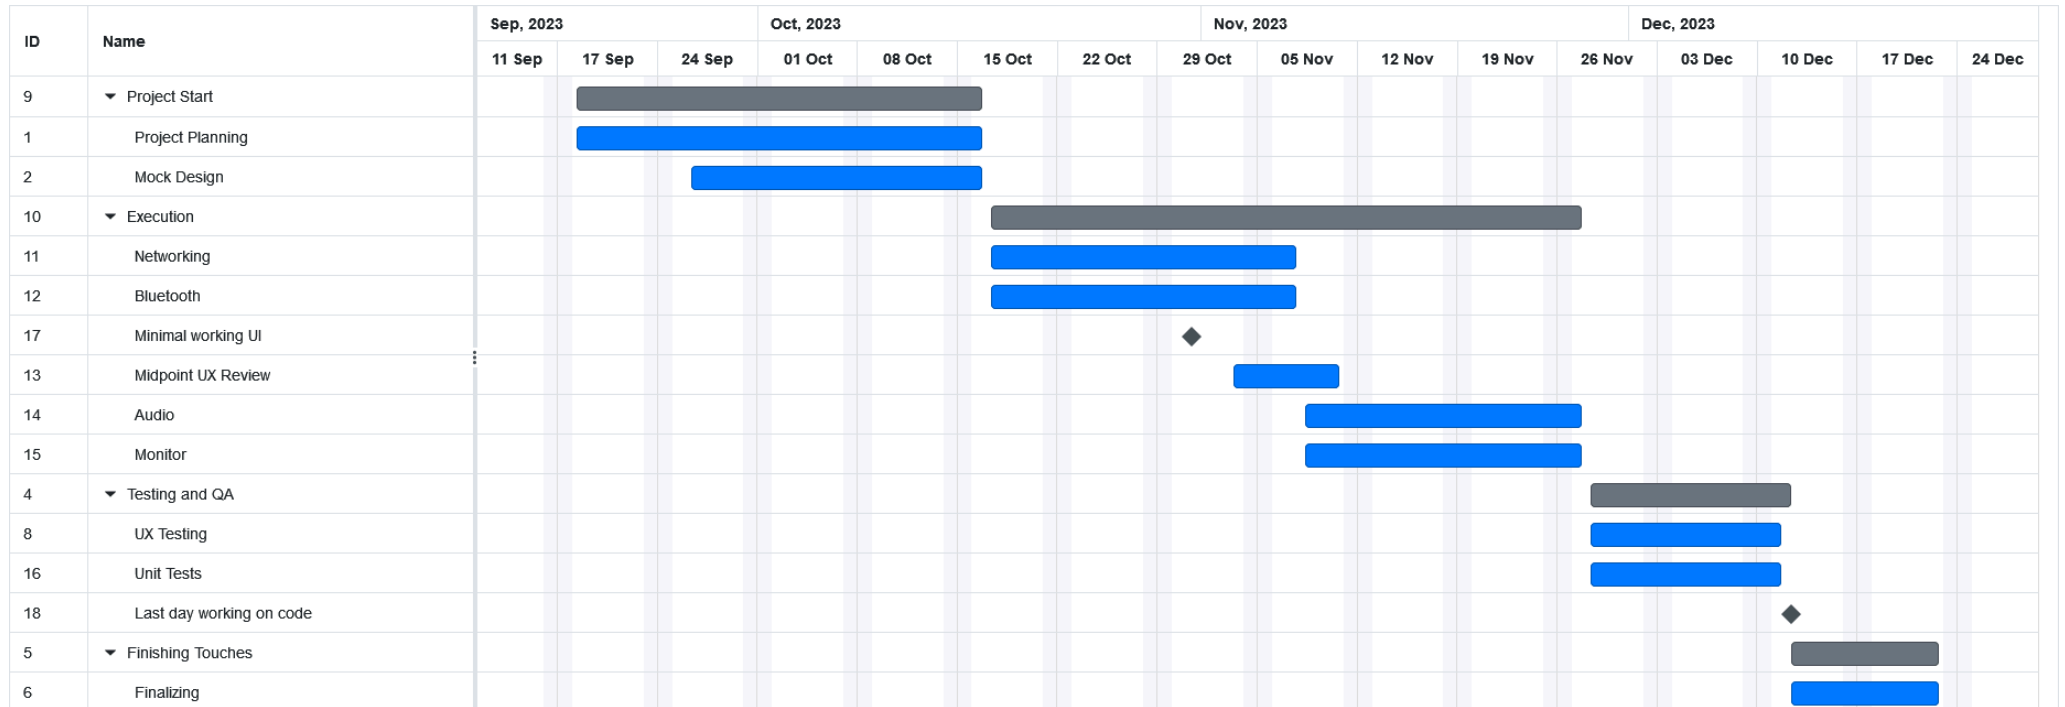 ID Name Sep, 2023 Oct, 2023 Nov, 2023 Dec, 2023
11 Sep 17 Sep 24 Sep 01 Oct 08 Oct 15 Oct 22 Oct 29 Oct 05 Nov 12 Nov 19 Nov 26 Nov 03 Dec 10 Dec 17 Dec 24 Dec
9 Project Start
1 Project Planning
2 Mock Design
10 Execution
11 Networking
12 Bluetooth
17 Minimal working UI
13 Midpoint UX Review
14 Audio
15 Monitor
4 Testing and QA
8 UX Testing
16 Unit Tests
18 Last day working on code
5 Finishing Touches
6 Finalizing